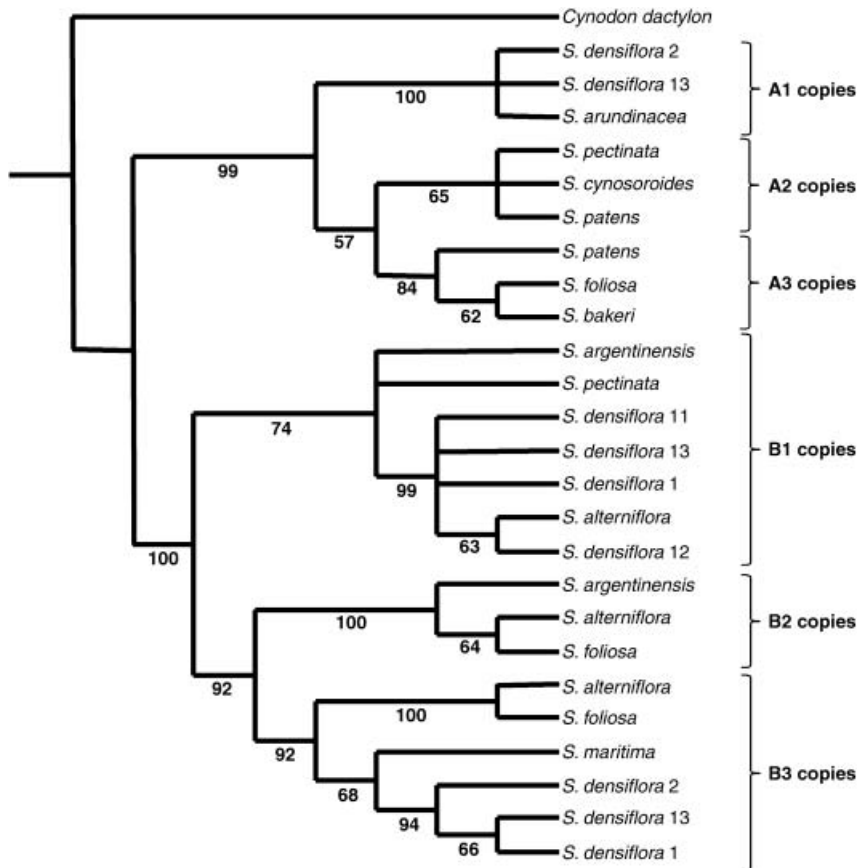 Cynodon dactylon
S. densiflora 2
S. densiflora 13
S. arundinacea
100
A1 copies
S. pectinata
S. cynosoroides
S. patens
99
65
A2 copies
57
S. patens
S. foliosa
S. bakeri
84
62
A3 copies
S. argentinensis
S. pectinata
S. densiflora 11
S. densiflora 13
S. densiflora 1
S. alterniflora
S. densiflora 12
74
99
63
B1 copies
100
S. argentinensis
S. alterniflora
S. foliosa
100
64
B2 copies
92
S. alterniflora
S. foliosa
S. maritima
S. densiflora 2
S. densiflora 13
S. densiflora 1
100
92
68
94
66
B3 copies